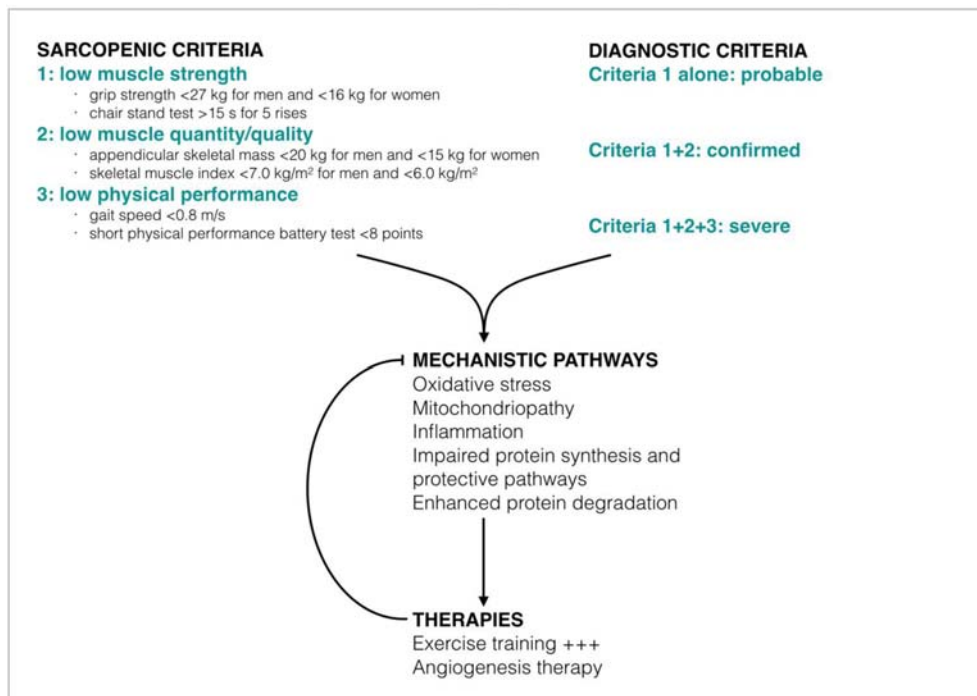 SARCOPENIC CRITERIA
1: low muscle strength
· grip strength <27 kg for men and <16 kg for women
· chair stand test >15 s for 5 rises
2: low muscle quantity/quality
· appendicular skeletal mass <20 kg for men and <15 kg for women
· skeletal muscle index <7.0 kg/m² for men and <6.0 kg/m²
3: low physical performance
· gait speed <0.8 m/s
· short physical performance battery test <8 points
DIAGNOSTIC CRITERIA
Criteria 1 alone: probable
Criteria 1+2: confirmed
Criteria 1+2+3: severe
MECHANISTIC PATHWAYS
Oxidative stress
Mitochondriopathy
Inflammation
Impaired protein synthesis and
protective pathways
Enhanced protein degradation
THERAPIES
Exercise training +++
Angiogenesis therapy